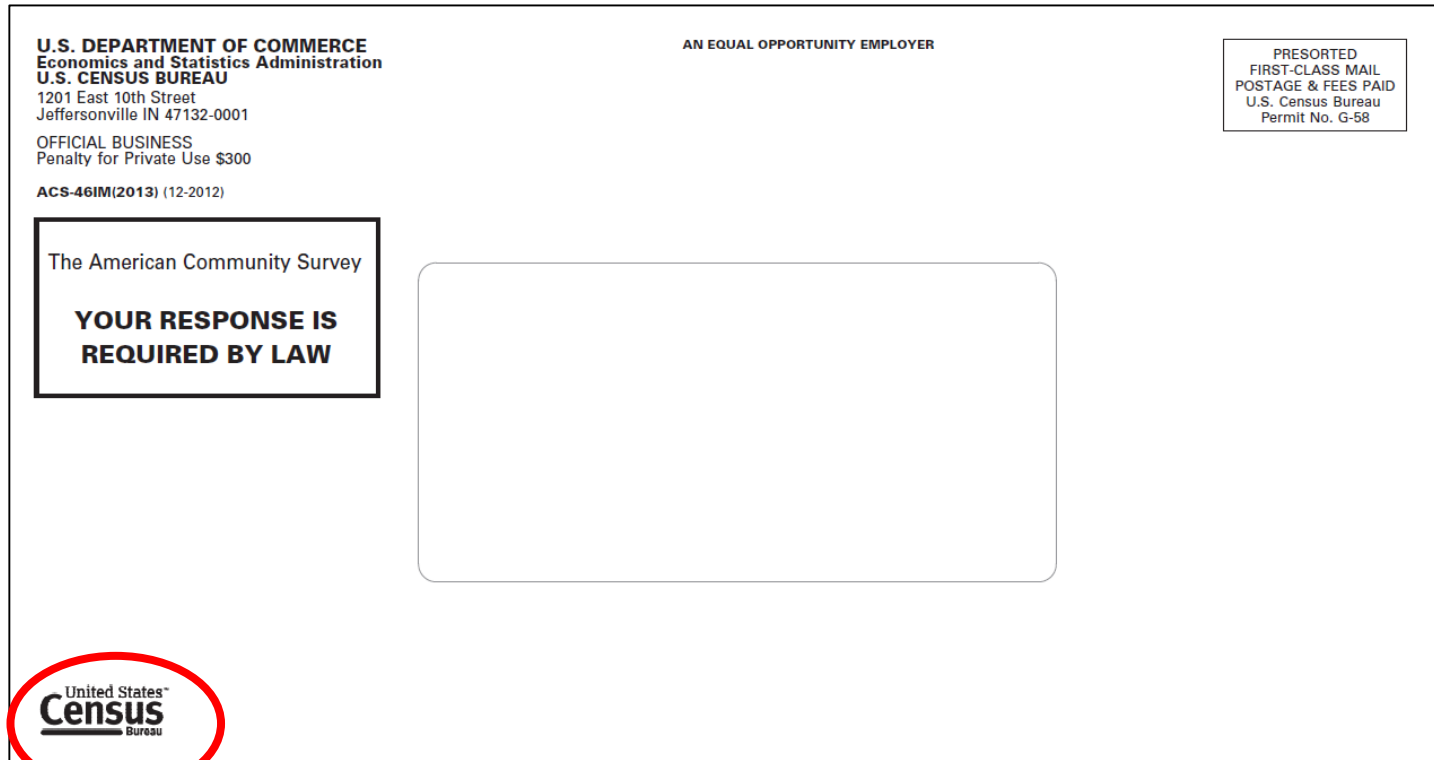 U.S. DEPARTMENT OF COMMERCE
Economics and Statistics Administration
U.S. CENSUS BUREAU
1201 East 10th Street
Jeffersonville IN 47132-0001
OFFICIAL BUSINESS
Penalty for Private Use $300
ACS-46IM(2013) (12-2012)
AN EQUAL OPPORTUNITY EMPLOYER
PRESORTED
FIRST-CLASS MAIL
POSTAGE & FEES PAID
U.S. Census Bureau
Permit No. G-58
The American Community Survey
YOUR RESPONSE IS
REQUIRED BY LAW
United States™
Census
Bureau